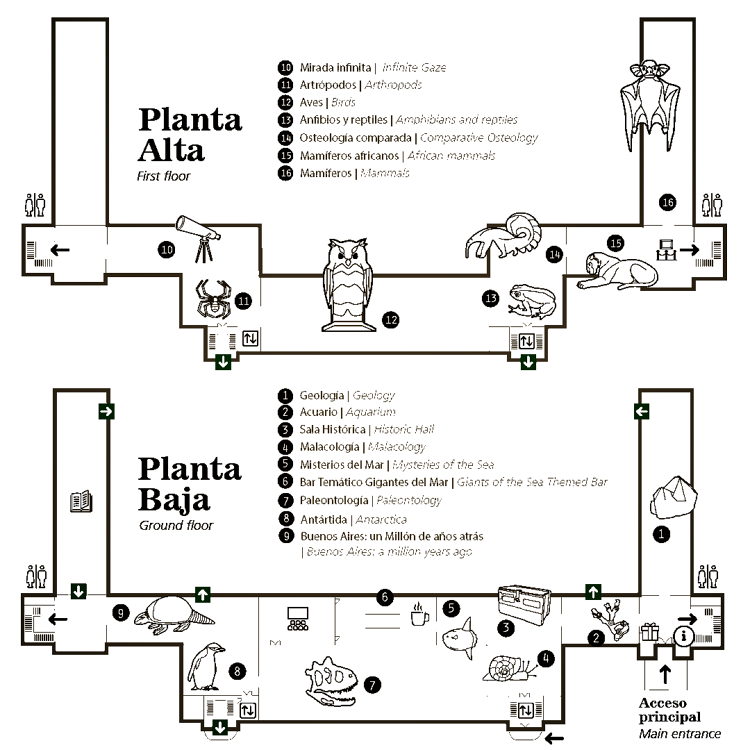 10 Mirada infinita | Infinite Gaze
11 Artrópodos | Arthropods
12 Aves | Birds
13 Anfibios y reptiles | Amphibians and reptiles
14 Osteología comparada | Comparative Osteology
15 Mamíferos africanos | African mammals
16 Mamíferos | Mammals
Planta
Alta
First floor
16
10
14
15
11
12
13
1 Geología | Geology
2 Acuario | Aquarium
3 Sala Histórica | Historic Hall
4 Malacología | Malacology
5 Misterios del Mar | Mysteries of the Sea
6 Bar Temático Gigantes del Mar | Giants of the Sea Themed Bar
7 Paleontología | Paleontology
8 Antártida | Antarctica
9 Buenos Aires: un Millón de años atrás
| Buenos Aires: a million years ago
Planta
Baja
Ground floor
1
9
6
5
3
2
i
8
7
4
Acceso
principal
Main entrance